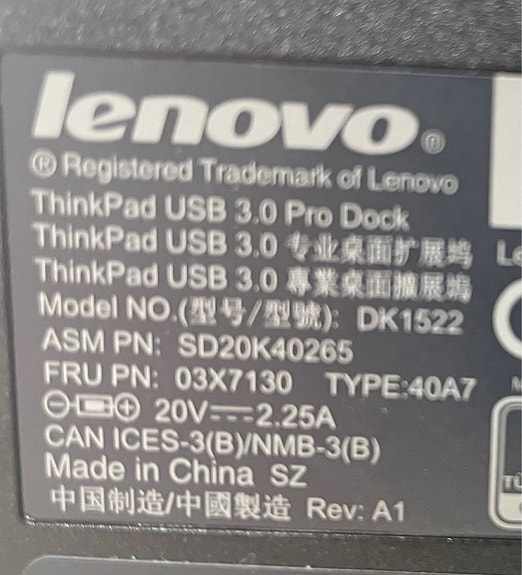 lenovo®
® Registered Trademark of Lenovo
ThinkPad USB 3.0 Pro Dock
ThinkPad USB 3.0 专业桌面扩展坞
ThinkPad USB 3.0 專業桌面擴展塢
Model NO.(型号/型號): DK1522
ASM PN: SD20K40265
FRU PN: 03X7130 TYPE:40A7
20V⎓2.25A
CAN ICES-3(B)/NMB-3(B)
Made in China SZ
中国制造/中國製造 Rev: A1